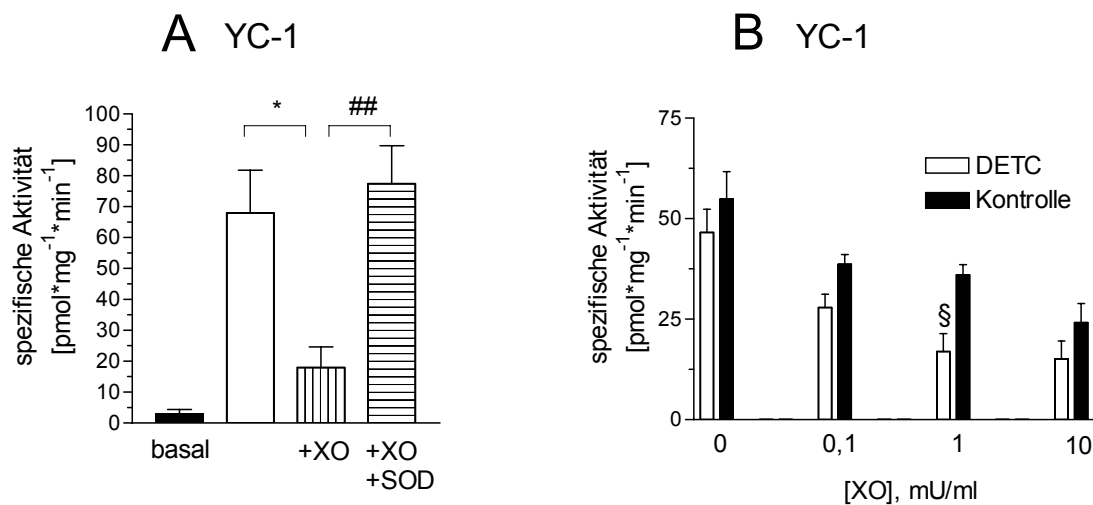 A YC-1
spezifische Aktivität
[pmol*mg⁻¹*min⁻¹]
100
90
80
70
60
50
40
30
20
10
0
*
##
basal
+XO
+XO
+SOD
B YC-1
spezifische Aktivität
[pmol*mg⁻¹*min⁻¹]
75
50
25
0
DETC
Kontrolle
§
0
0,1
1
10
[XO], mU/ml